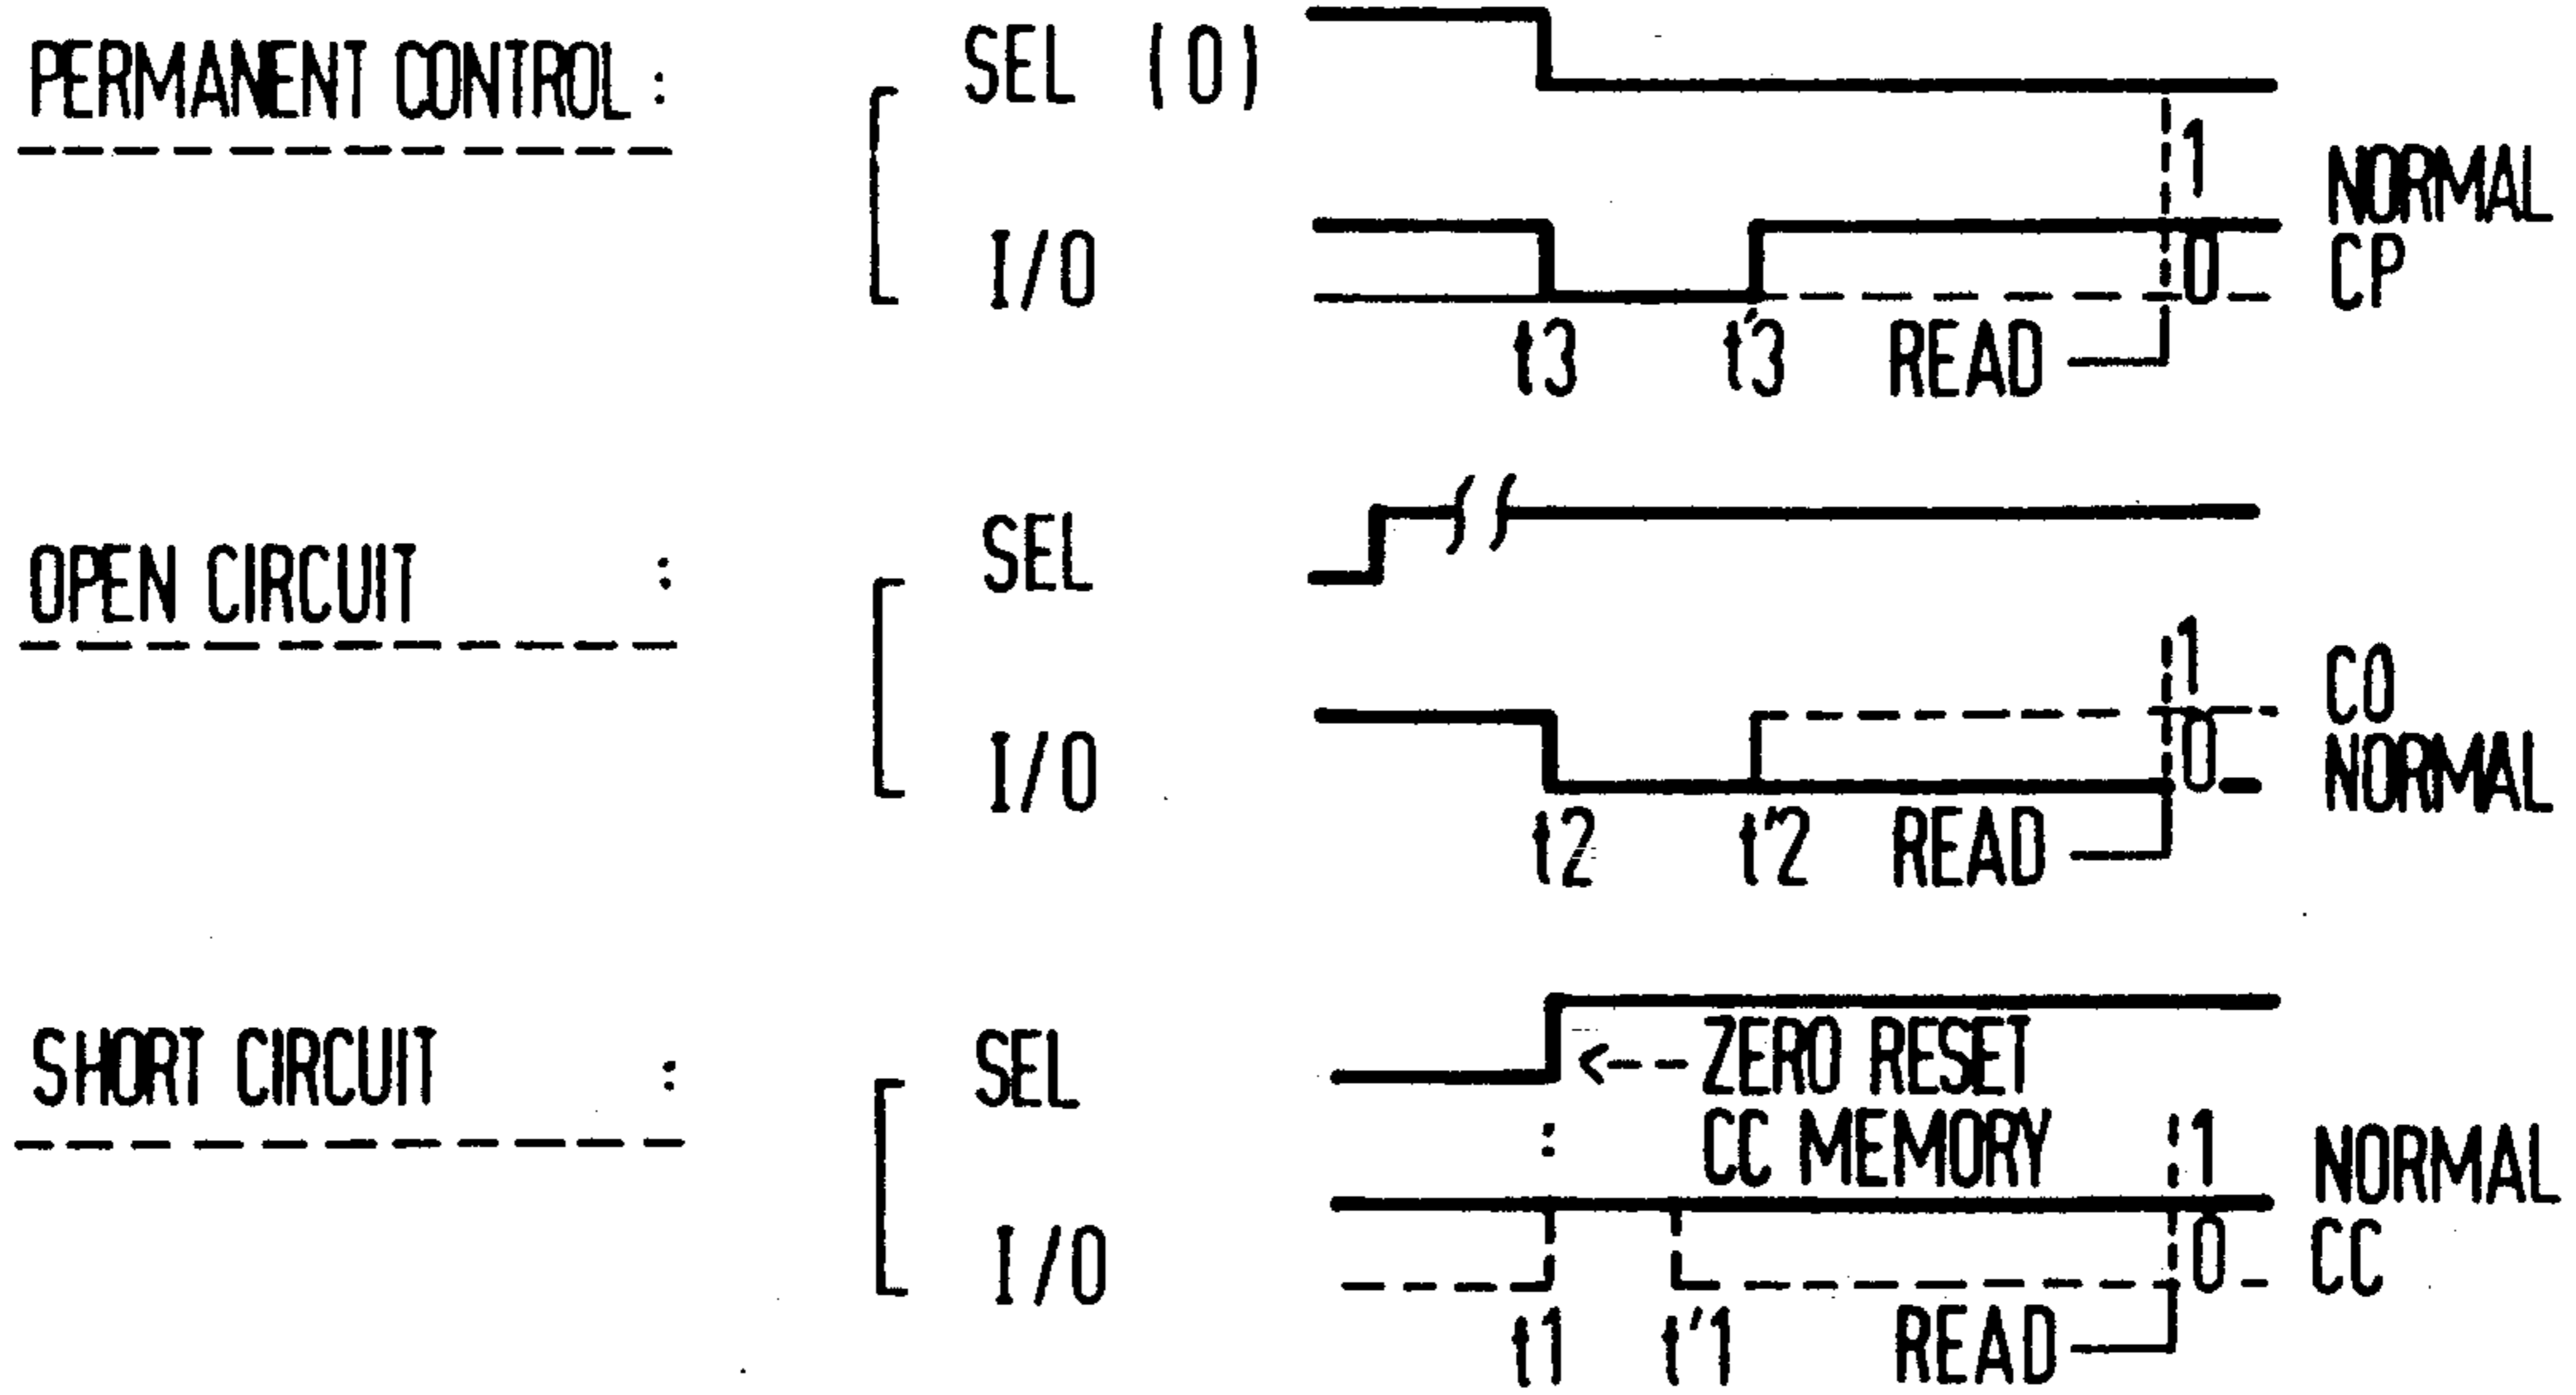 PERMANENT CONTROL :
SEL (0)
1
NORMAL
I/O
0
CP
t3
t'3
READ
OPEN CIRCUIT :
SEL
1
CO
I/O
0
NORMAL
t2
t'2
READ
SHORT CIRCUIT :
SEL
ZERO RESET
CC MEMORY
1
NORMAL
I/O
0
CC
t1
t'1
READ